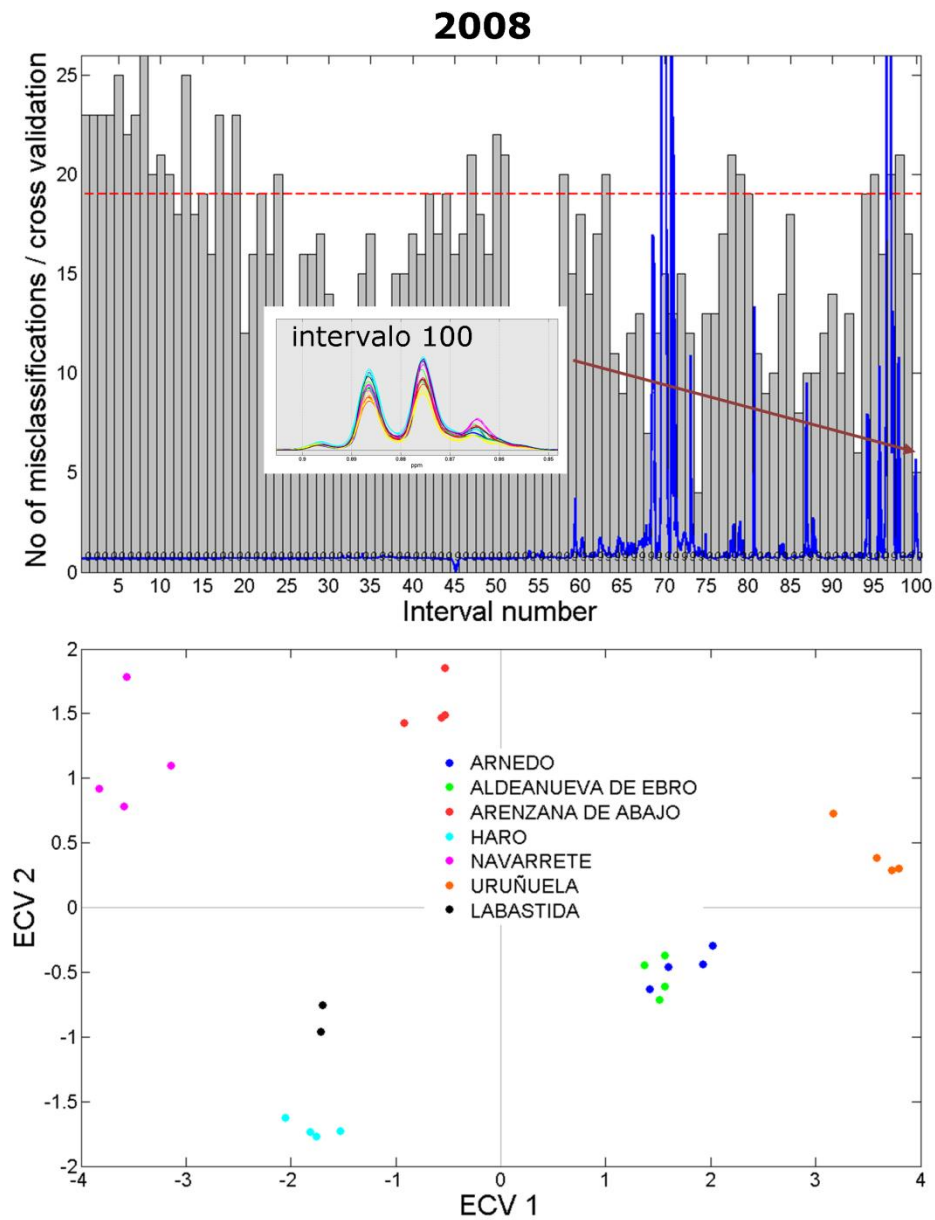 2008
No of misclassifications / cross validation
25
20
15
10
5
0
intervalo 100
ppm
5 10 15 20 25 30 35 40 45 50 55 60 65 70 75 80 85 90 95 100
Interval number
ECV 2
2
1.5
1
0.5
0
-0.5
-1
-1.5
-2
ARNEDO
ALDEANUEVA DE EBRO
ARENZANA DE ABAJO
HARO
NAVARRETE
URUÑUELA
LABASTIDA
-4 -3 -2 -1 0 1 2 3 4
ECV 1